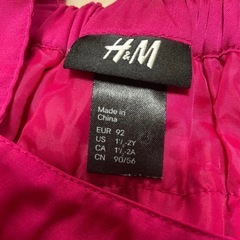 H&M
Made in
China
EUR 92
US 1½-2Y
CA 1½-2A
CN 90/56